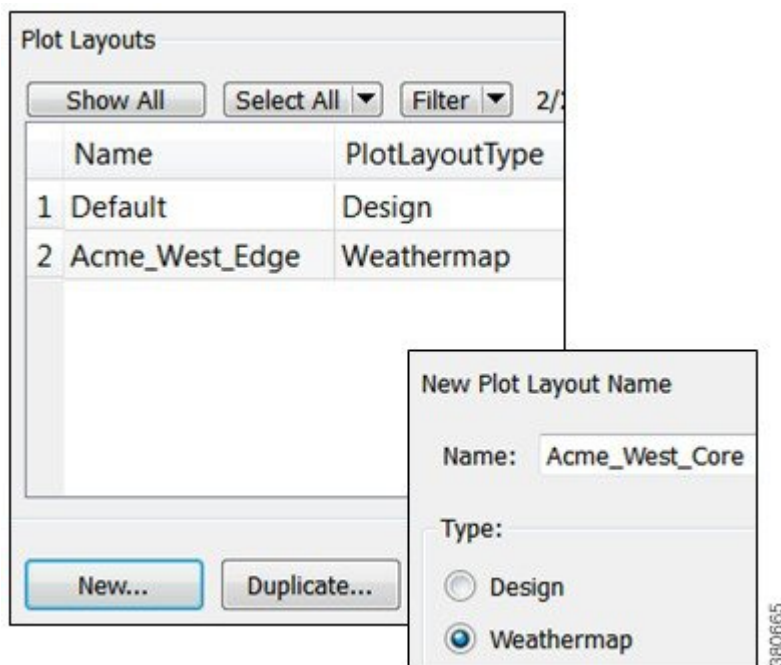 Plot Layouts
Show All Select All Filter 2/
Name PlotLayoutType
1 Default Design
2 Acme_West_Edge Weathermap
New... Duplicate...
New Plot Layout Name
Name: Acme_West_Core
Type:
Design
Weathermap
380665